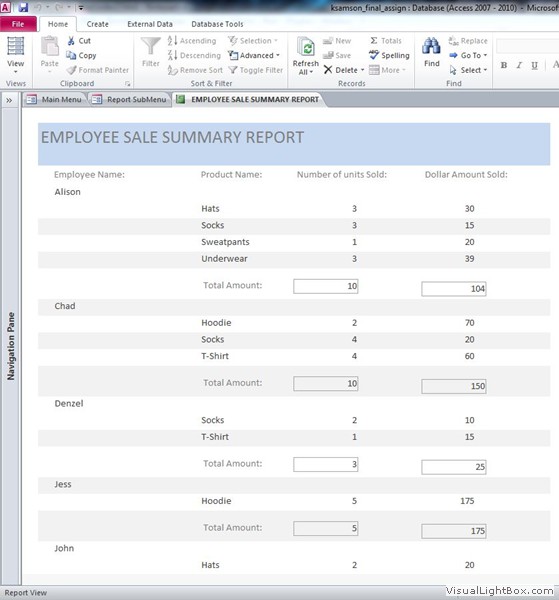 ksamson_final_assign : Database (Access 2007 - 2010) - Microsof
File Home Create External Data Database Tools
View Paste Cut Copy Format Painter
Filter Ascending Descending Remove Sort Selection Advanced Toggle Filter
Refresh All New Save Delete Totals Spelling More
Find Replace Go To Select
B I U A
Views Clipboard Sort & Filter Records Find
» Main Menu Report SubMenu EMPLOYEE SALE SUMMARY REPORT
Navigation Pane
EMPLOYEE SALE SUMMARY REPORT
Employee Name: Product Name: Number of units Sold: Dollar Amount Sold:
Alison
Hats 3 30
Socks 3 15
Sweatpants 1 20
Underwear 3 39
Total Amount: 10 104
Chad
Hoodie 2 70
Socks 4 20
T-Shirt 4 60
Total Amount: 10 150
Denzel
Socks 2 10
T-Shirt 1 15
Total Amount: 3 25
Jess
Hoodie 5 175
Total Amount: 5 175
John
Hats 2 20
Report View
VisualLightBox.com